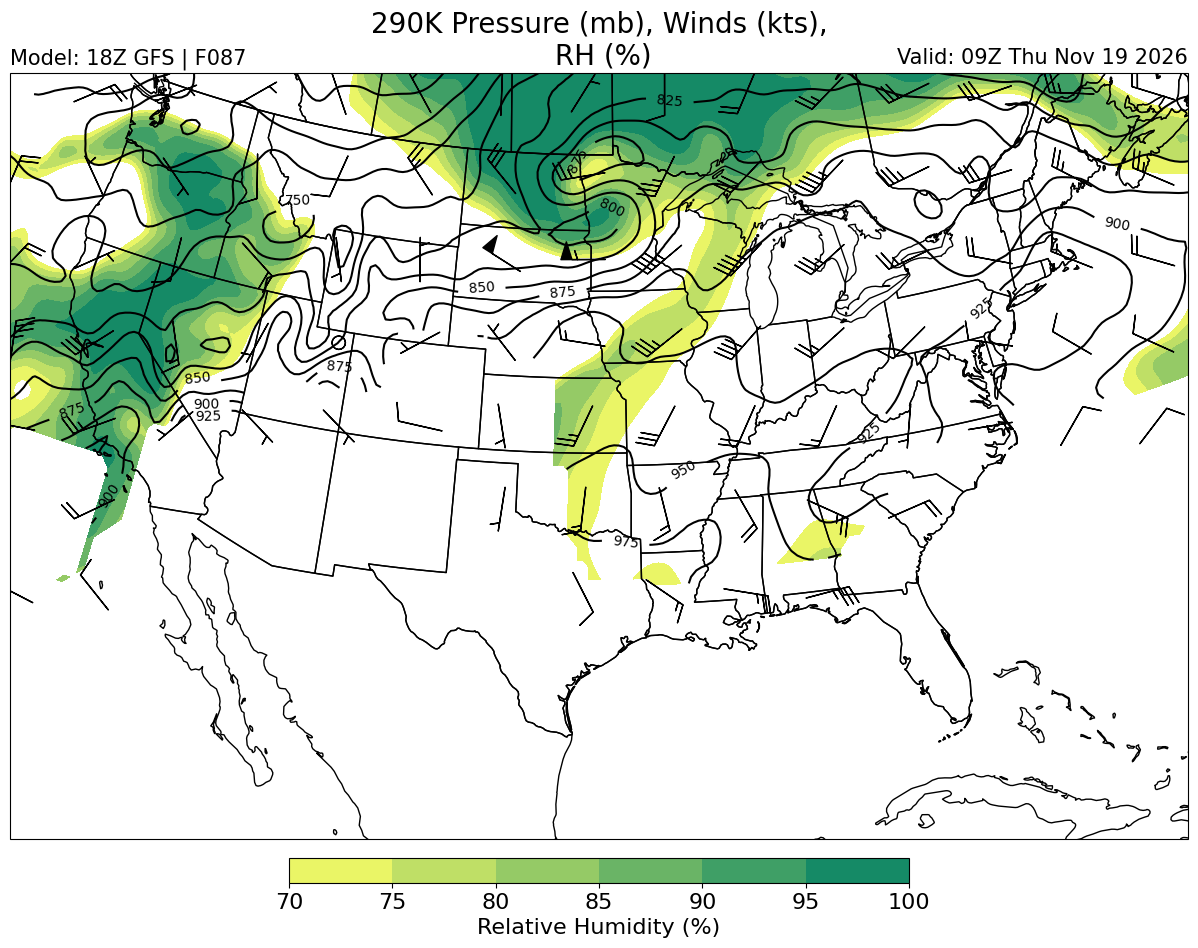 290K Pressure (mb), Winds (kts),
RH (%)
Model: 18Z GFS | F087
Valid: 09Z Thu Nov 19 2026
825
875
750
800
900
850
875
925
875
850
900
925
875
925
950
900
975
70 75 80 85 90 95 100
Relative Humidity (%)